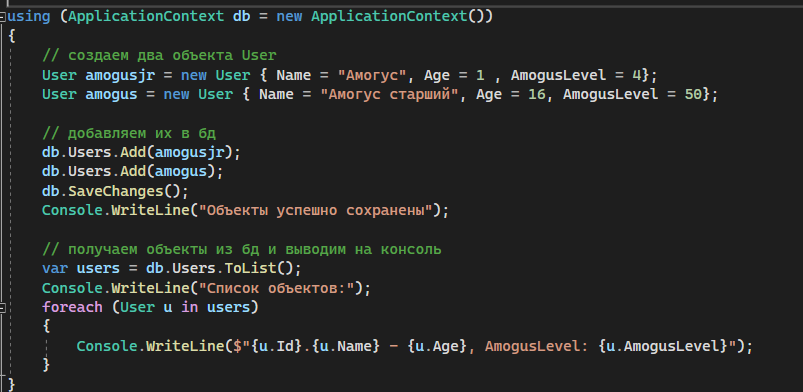 using (ApplicationContext db = new ApplicationContext())
{
    // создаем два объекта User
    User amogusjr = new User { Name = "Амогус", Age = 1 , AmogusLevel = 4};
    User amogus = new User { Name = "Амогус старший", Age = 16, AmogusLevel = 50};

    // добавляем их в бд
    db.Users.Add(amogusjr);
    db.Users.Add(amogus);
    db.SaveChanges();
    Console.WriteLine("Объекты успешно сохранены");

    // получаем объекты из бд и выводим на консоль
    var users = db.Users.ToList();
    Console.WriteLine("Список объектов:");
    foreach (User u in users)
    {
        Console.WriteLine($"{u.Id}.{u.Name} - {u.Age}, AmogusLevel: {u.AmogusLevel}");
    }
}